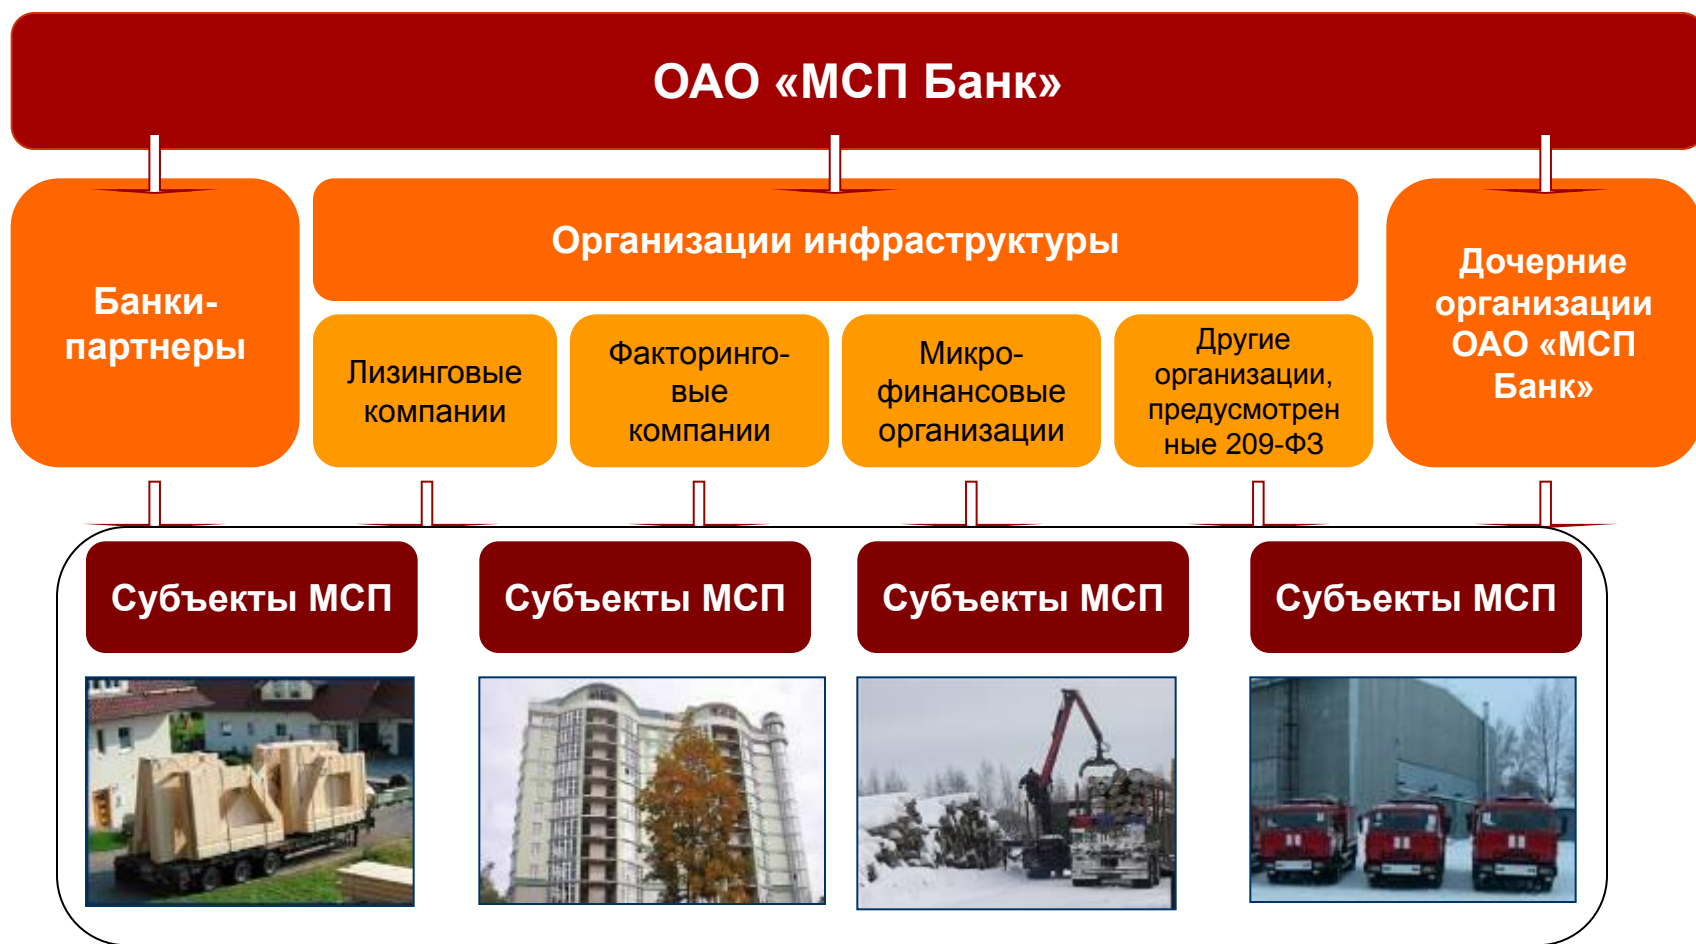 ОАО «МСП Банк»
Банки-
партнеры
Организации инфраструктуры
Лизинговые
компании
Факторинго-
вые
компании
Микро-
финансовые
организации
Другие
организации,
предусмотрен
ные 209-ФЗ
Дочерние
организации
ОАО «МСП
Банк»
Субъекты МСП
Субъекты МСП
Субъекты МСП
Субъекты МСП